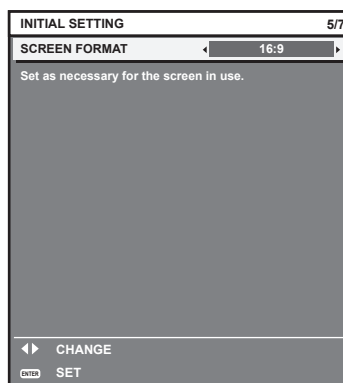 INITIAL SETTING 5/7
SCREEN FORMAT 16:9
Set as necessary for the screen in use.
CHANGE
ENTER SET